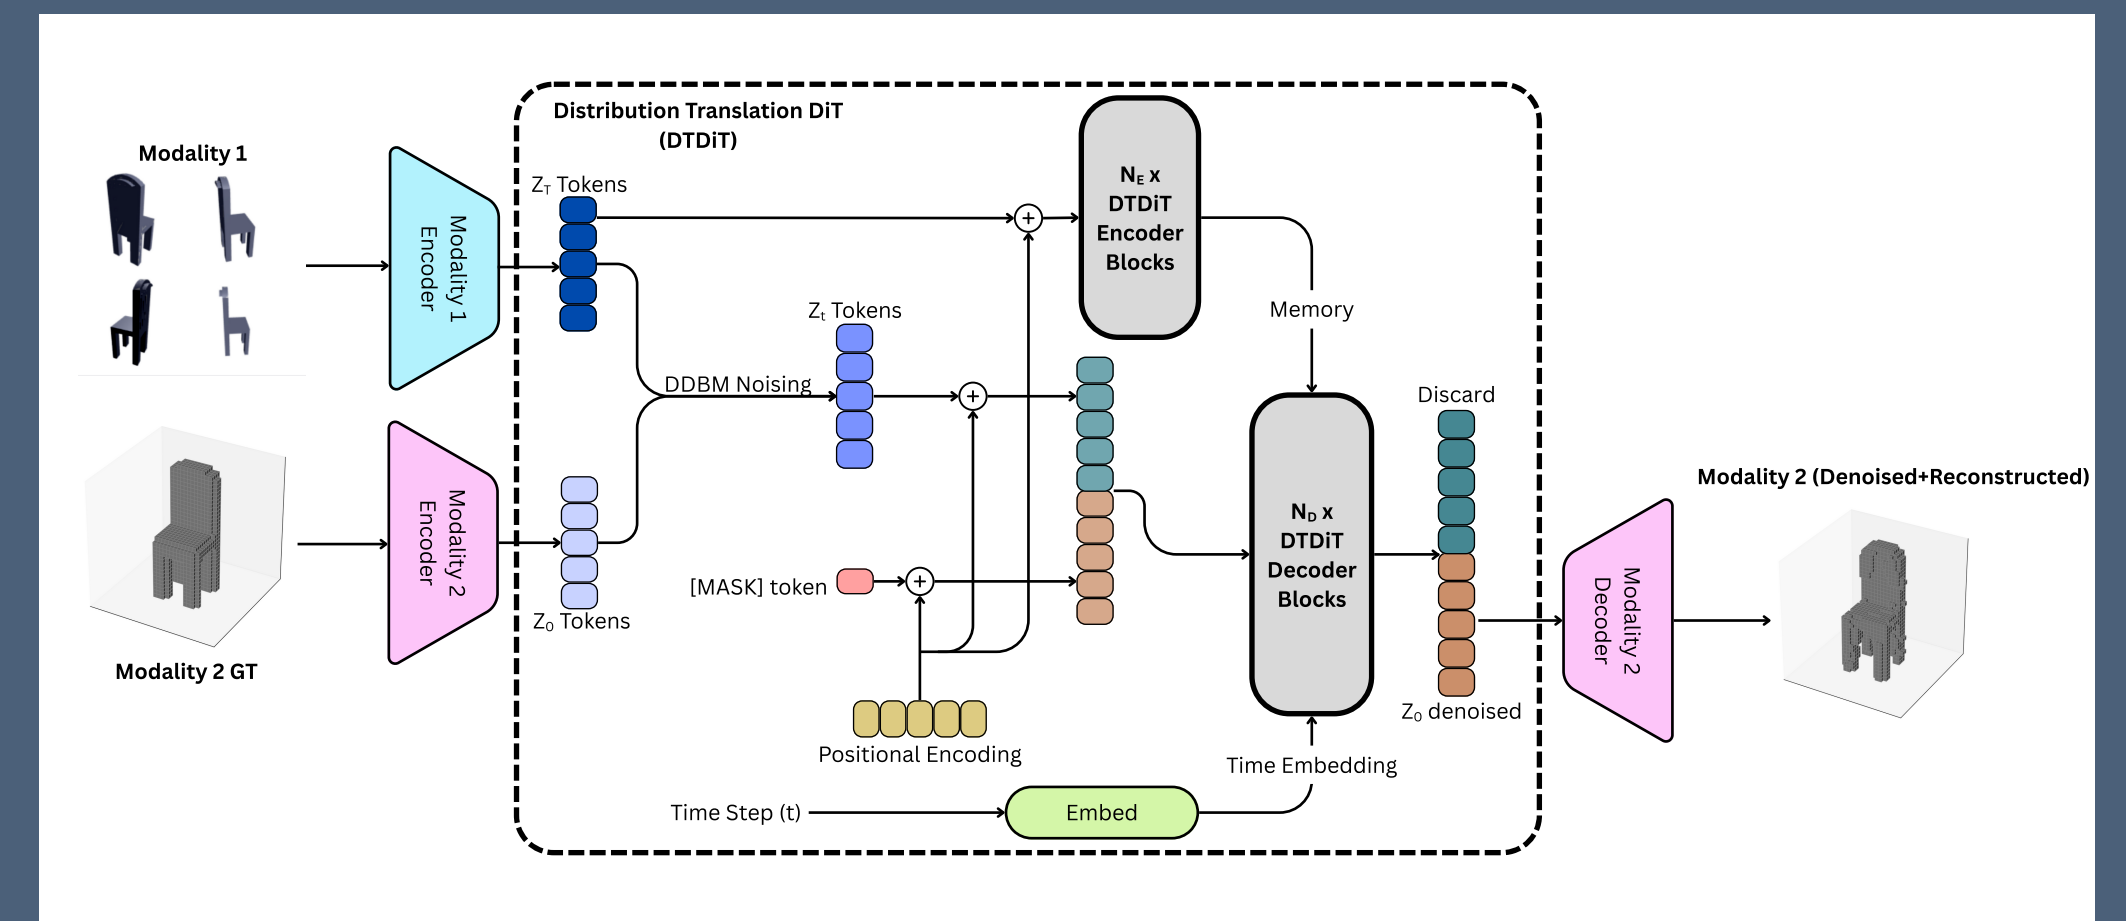 Distribution Translation DiT
(DTDiT)
Modality 1
Modality 1
Encoder
Z_T Tokens
N_E x
DTDiT
Encoder
Blocks
Memory
Z_t Tokens
DDBM Noising
Discard
Modality 2
Encoder
Modality 2 GT
Z_0 Tokens
[MASK] token
Positional Encoding
N_D x
DTDiT
Decoder
Blocks
Z_0 denoised
Time Embedding
Time Step (t)
Embed
Modality 2
Decoder
Modality 2 (Denoised+Reconstructed)